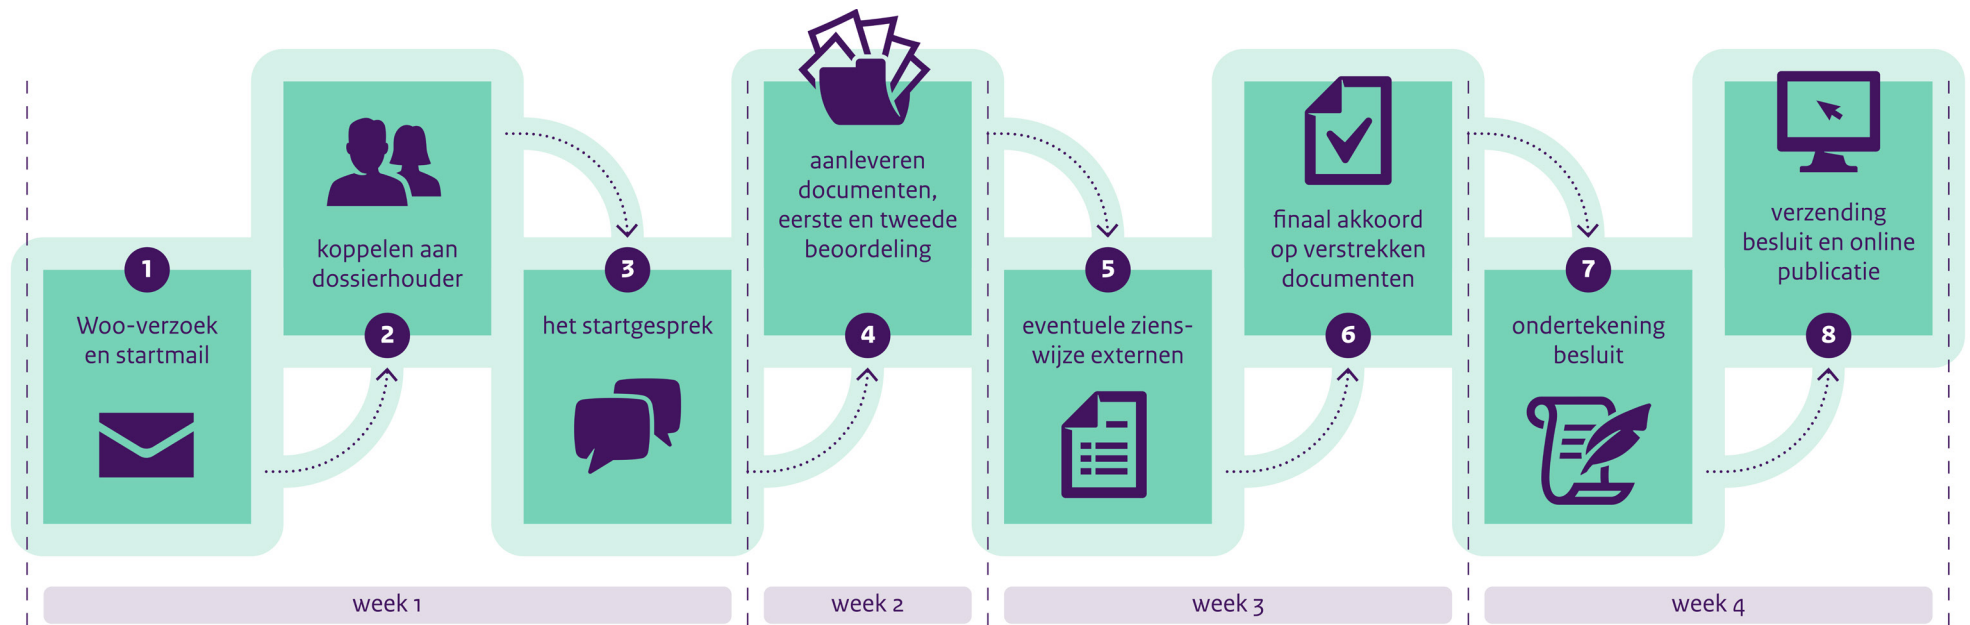 1
Woo-verzoek
en startmail
koppelen aan
dossierhouder
2
3
het startgesprek
aanleveren
documenten,
eerste en tweede
beoordeling
4
5
eventuele ziens-
wijze externen
finaal akkoord
op verstrekken
documenten
6
7
ondertekening
besluit
verzending
besluit en online
publicatie
8
week 1
week 2
week 3
week 4